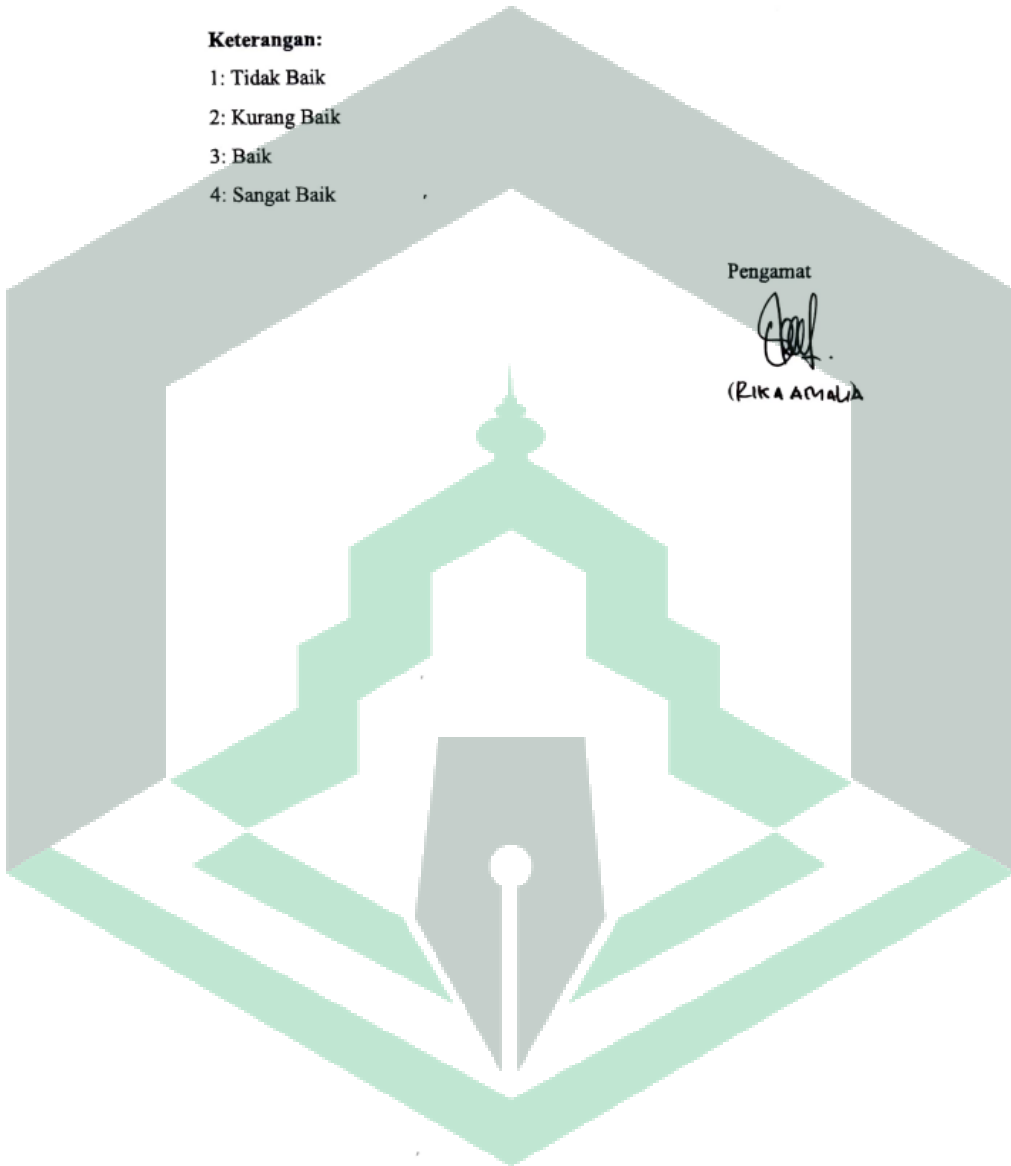 Keterangan:
1: Tidak Baik
2: Kurang Baik
3: Baik
4: Sangat Baik
Pengamat
(RIKA AMALIA